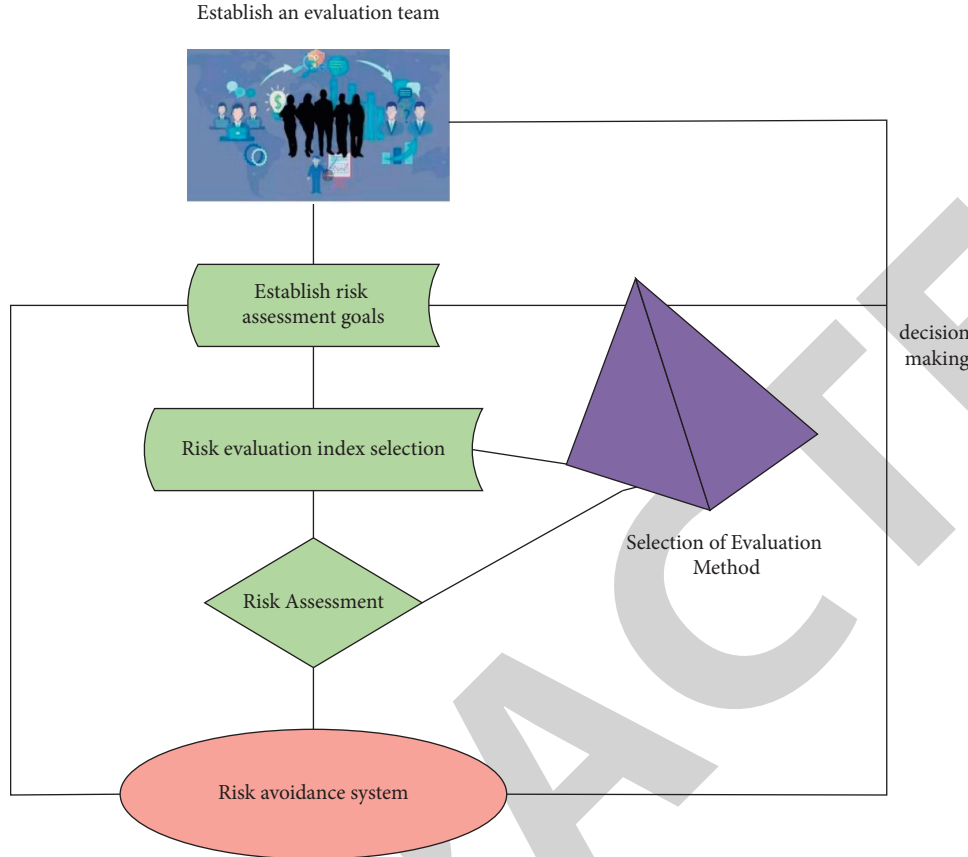 Establish an evaluation team
Establish risk
assessment goals
decision
making
Risk evaluation index selection
Selection of Evaluation
Method
Risk Assessment
Risk avoidance system
ACTE